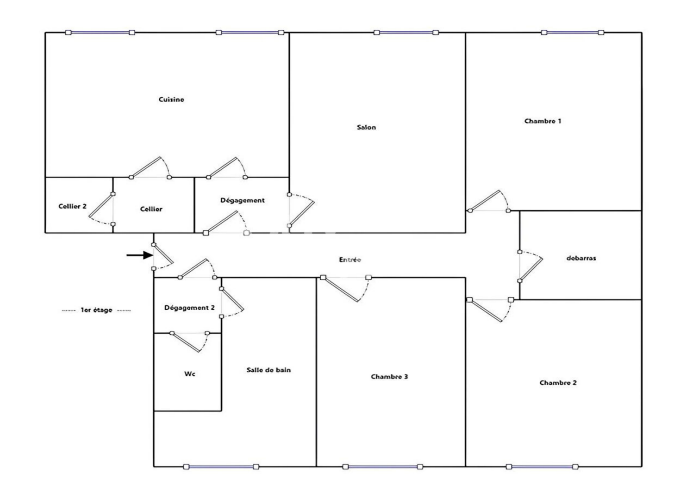 Cuisine
Salon
Chambre 1
Cellier 2
Cellier
Dégagement
Entrée
debarras
Dégagement 2
----- 1er étage -----
Wc
Salle de bain
Chambre 3
Chambre 2